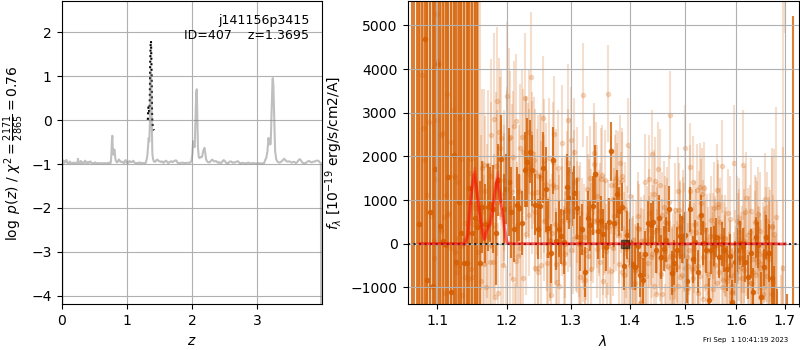 j141156p3415
ID=407 z=1.3695
log p(z) / χ² = 2171/2865 = 0.76
2
1
0
−1
−2
−3
−4
0 1 2 3
z
f_λ [10⁻¹⁹ erg/s/cm2/A]
5000
4000
3000
2000
1000
0
−1000
1.1 1.2 1.3 1.4 1.5 1.6 1.7
λ
Fri Sep 1 10:41:19 2023